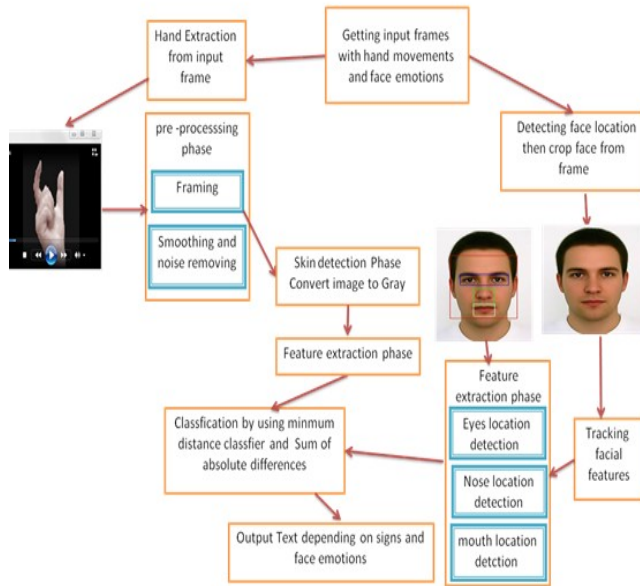 Hand Extraction
from input
frame
Getting input frames
with hand movements
and face emotions
Detecting face location
then crop face from
frame
pre -processsing
phase
Framing
Smoothing and
noise removing
Skin detection Phase
Convert image to Gray
Feature extraction phase
Classfication by using minmum
distance classfier and Sum of
absolute differences
Output Text depending on signs and
face emotions
Feature
extraction phase
Eyes location
detection
Nose location
detection
mouth location
detction
Tracking
facial
features